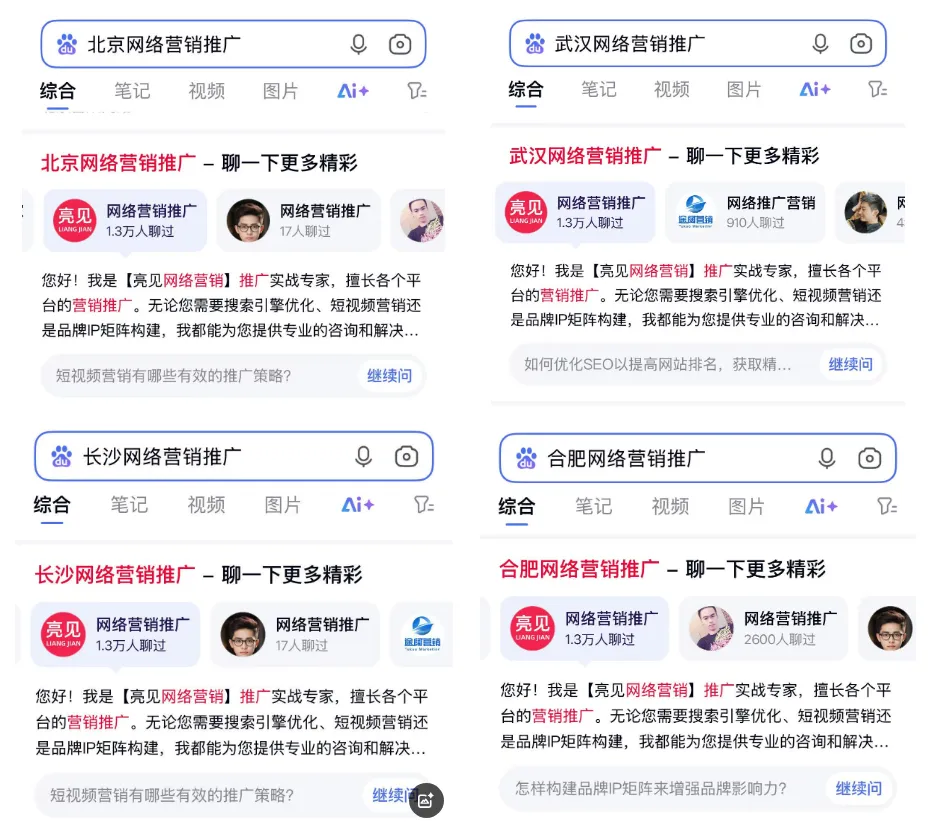 北京网络营销推广
综合 笔记 视频 图片 Ai+
北京网络营销推广 – 聊一下更多精彩
亮见 LIANG JIAN 网络营销推广 1.3万人聊过
网络营销推广 17人聊过
您好！我是【亮见网络营销】推广实战专家，擅长各个平
台的营销推广。无论您需要搜索引擎优化、短视频营销还
是品牌IP矩阵构建，我都能为您提供专业的咨询和解决...
短视频营销有哪些有效的推广策略？ 继续问
武汉网络营销推广
综合 笔记 视频 图片 Ai+
武汉网络营销推广 – 聊一下更多精彩
亮见 LIANG JIAN 网络营销推广 1.3万人聊过
网络推广营销 910人聊过
您好！我是【亮见网络营销】推广实战专家，擅长各个平
台的营销推广。无论您需要搜索引擎优化、短视频营销还
是品牌IP矩阵构建，我都能为您提供专业的咨询和解决...
如何优化SEO以提高网站排名，获取精... 继续问
长沙网络营销推广
综合 笔记 视频 图片 Ai+
长沙网络营销推广 – 聊一下更多精彩
亮见 LIANG JIAN 网络营销推广 1.3万人聊过
网络营销推广 17人聊过
您好！我是【亮见网络营销】推广实战专家，擅长各个平
台的营销推广。无论您需要搜索引擎优化、短视频营销还
是品牌IP矩阵构建，我都能为您提供专业的咨询和解决...
短视频营销有哪些有效的推广策略？ 继续问
合肥网络营销推广
综合 笔记 视频 图片 Ai+
合肥网络营销推广 – 聊一下更多精彩
亮见 LIANG JIAN 网络营销推广 1.3万人聊过
网络营销推广 2600人聊过
您好！我是【亮见网络营销】推广实战专家，擅长各个平
台的营销推广。无论您需要搜索引擎优化、短视频营销还
是品牌IP矩阵构建，我都能为您提供专业的咨询和解决...
怎样构建品牌IP矩阵来增强品牌影响力？ 继续问